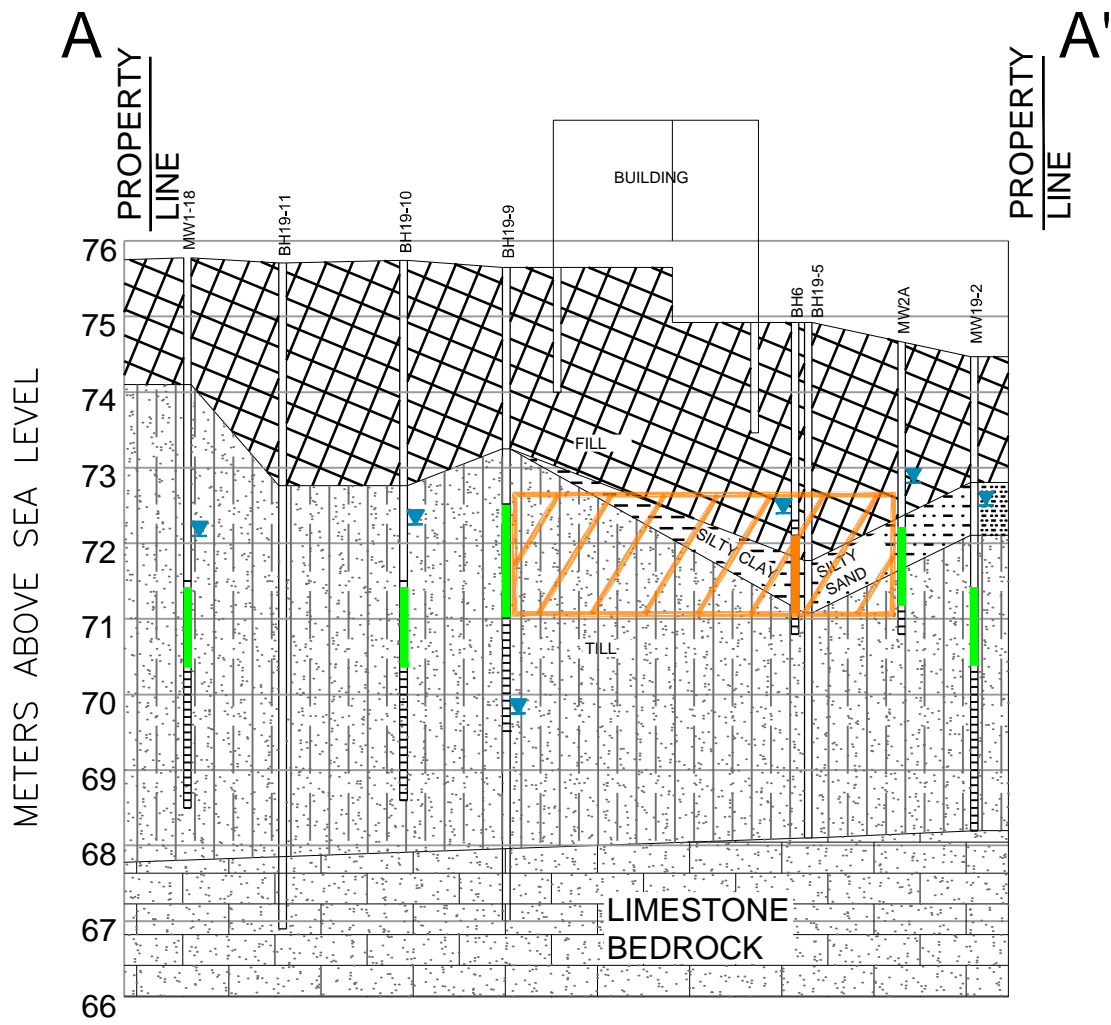 A
A'
PROPERTY
LINE
PROPERTY
LINE
BUILDING
MW1-18
BH19-11
BH19-10
BH19-9
BH6
BH19-5
MW2A
MW19-2
METERS ABOVE SEA LEVEL
76
75
74
73
72
71
70
69
68
67
66
FILL
SILTY CLAY
SILTY
SAND
TILL
LIMESTONE
BEDROCK